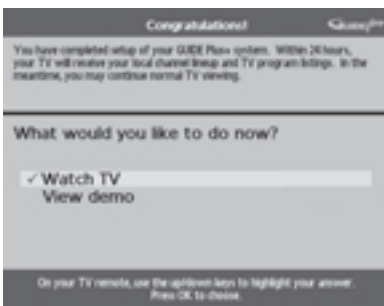 Congratulations!
You have completed setup of your GUIDE Plus+ system. Within 24 hours,
your TV will receive your local channel lineup and TV program listings. In the
meantime, you may continue normal TV viewing.
What would you like to do now?
✓ Watch TV
View demo
On your TV remote, use the up/down keys to highlight your answer.
Press OK to choose.